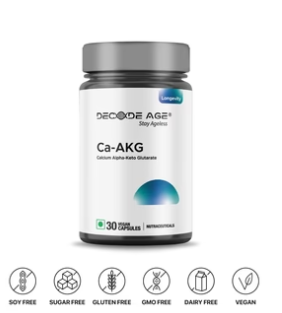 Longevity
DECODE AGE®
Stay Ageless
Ca-AKG
Calcium Alpha-Keto Glutarate
30 VEGAN CAPSULES | NUTRACEUTICALS
SOY FREE
SUGAR FREE
GLUTEN FREE
GMO FREE
DAIRY FREE
VEGAN